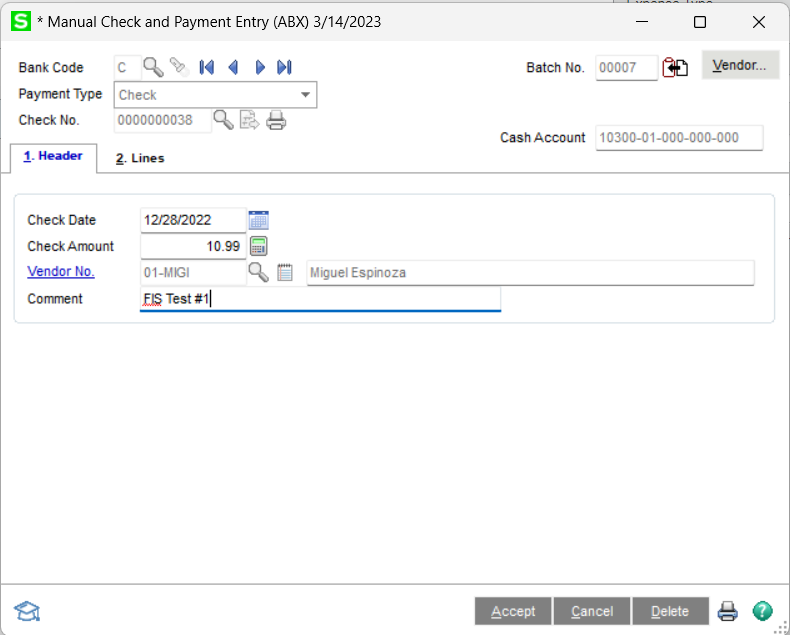 S * Manual Check and Payment Entry (ABX) 3/14/2023
Bank Code C Batch No. 00007 Vendor...
Payment Type Check
Check No. 0000000038
Cash Account 10300-01-000-000-000
1. Header 2. Lines
Check Date 12/28/2022
Check Amount 10.99
Vendor No. 01-MIGI Miguel Espinoza
Comment FIS Test #1
Accept Cancel Delete ?